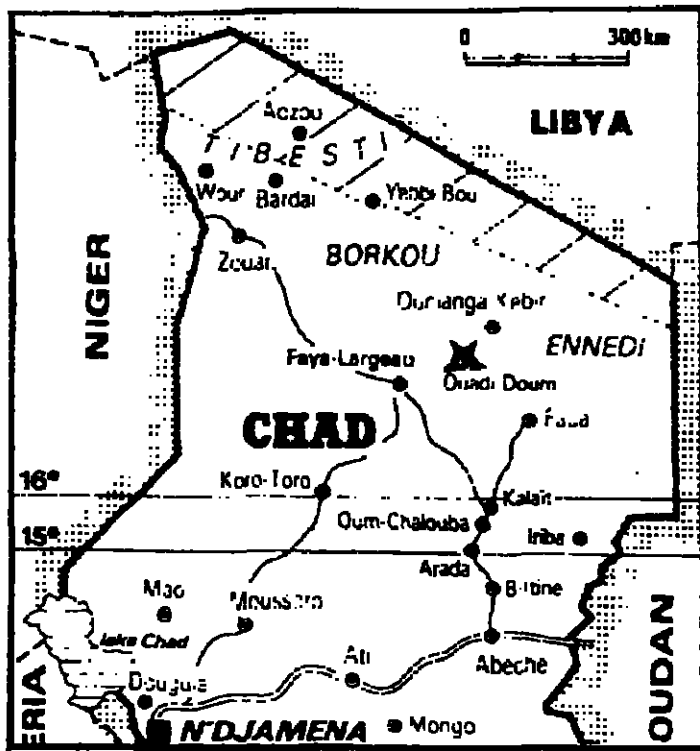 0 300 km
LIBYA
Aozou
TIBESTI
Wour
Bardai
Yebbi Bou
Zouar
BORKOU
NIGER
Ounianga Kebir
ENNEDI
Faya-Largeau
Ouadi Doum
CHAD
Fada
16°
Koro-Toro
Kalait
Oum-Chalouba
Iriba
15°
Arada
Mao
Moussoro
Biltine
lake Chad
Abeche
Ati
Douguia
N'DJAMENA
Mongo
ERIA
OUDAN